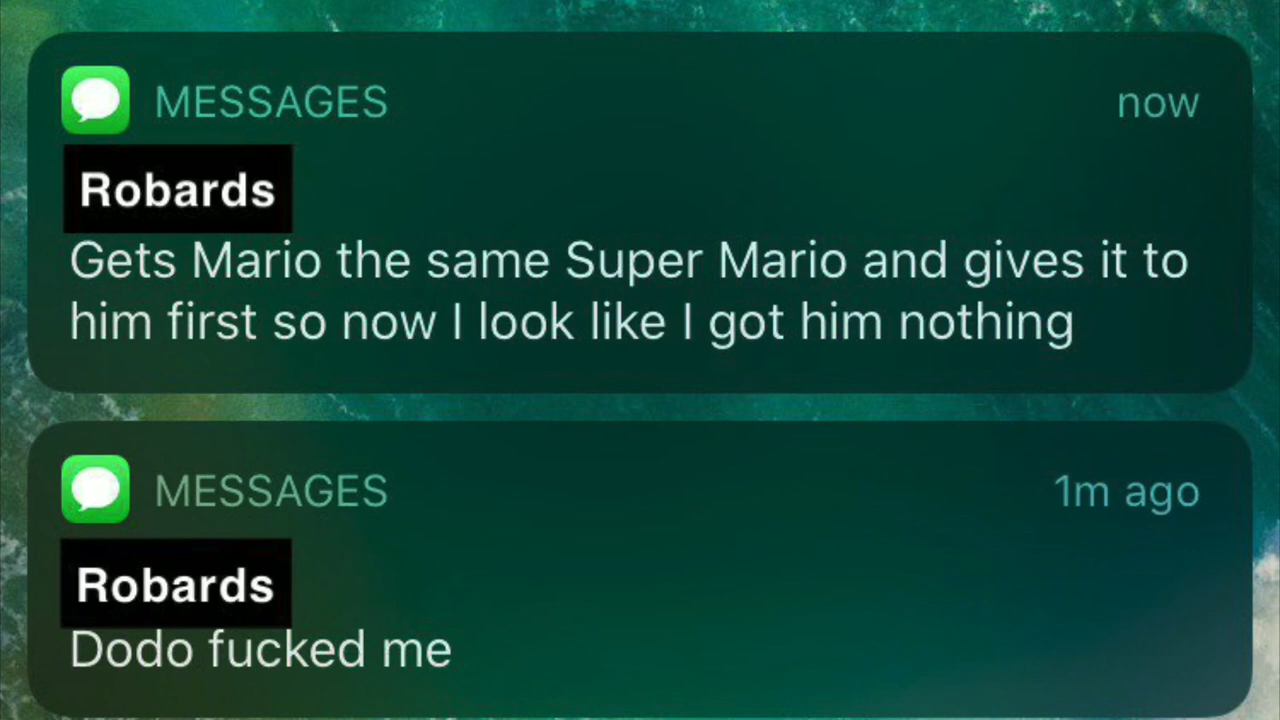 MESSAGES
now
Robards
Gets Mario the same Super Mario and gives it to
him first so now I look like I got him nothing
MESSAGES
1m ago
Robards
Dodo fucked me